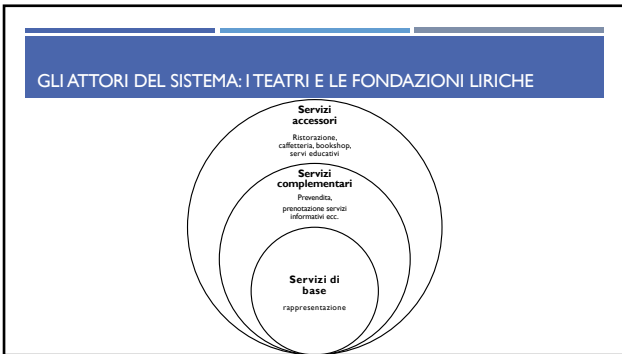 GLI ATTORI DEL SISTEMA: I TEATRI E LE FONDAZIONI LIRICHE
Servizi
accessori
Ristorazione,
caffetteria, bookshop,
servi educativi
Servizi
complementari
Prevendita,
prenotazione servizi
informativi ecc.
Servizi di
base
rappresentazione